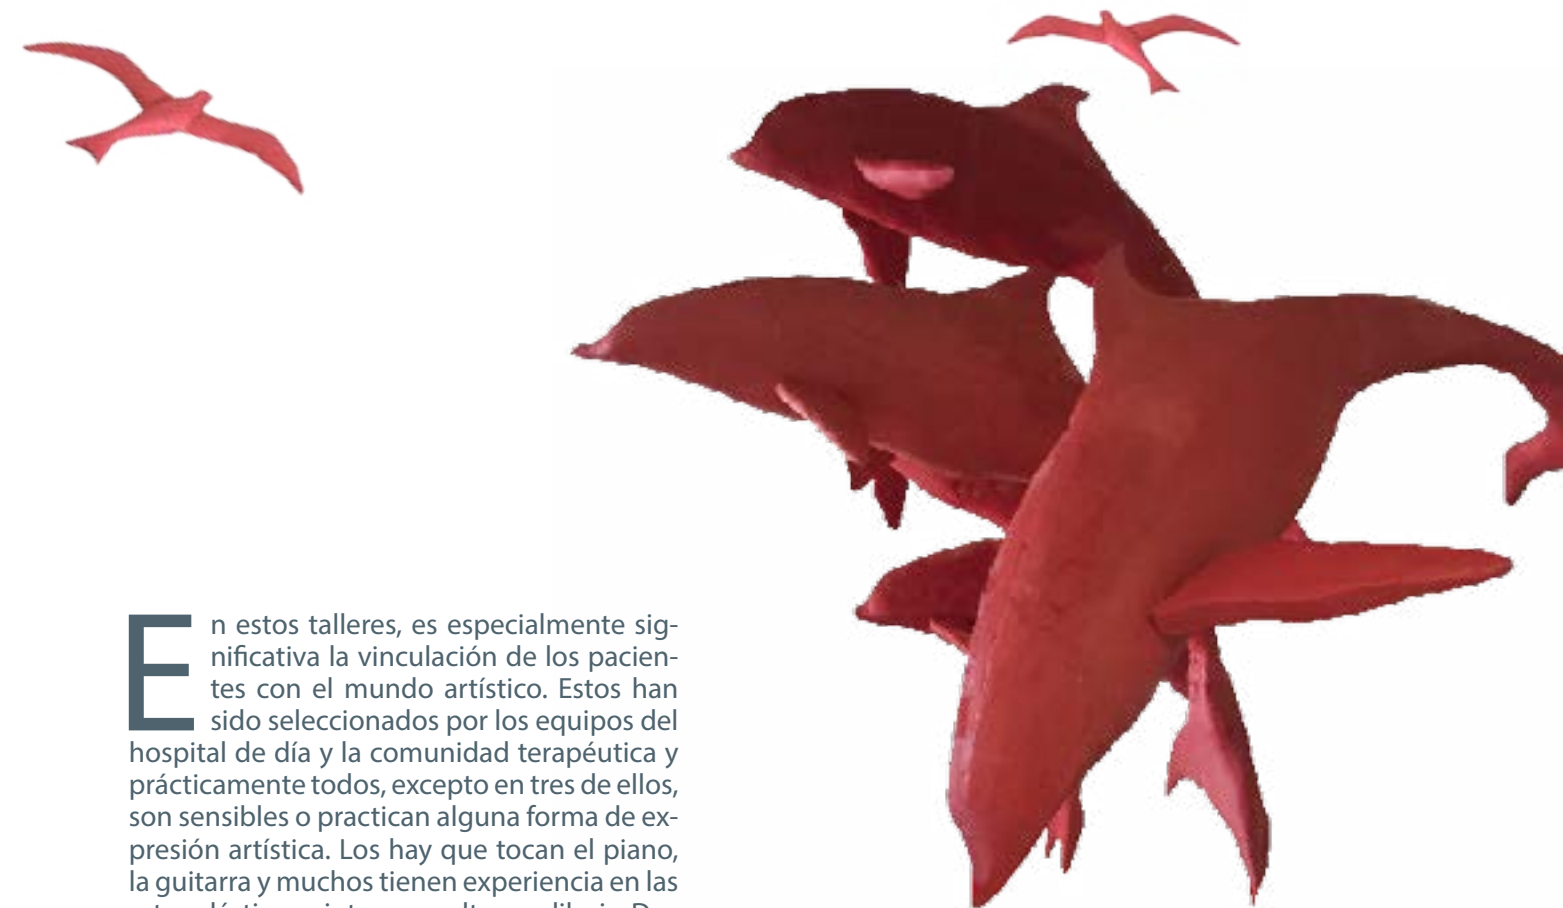 En estos talleres, es especialmente sig-
nificativa la vinculación de los pacien-
tes con el mundo artístico. Estos han
sido seleccionados por los equipos del
hospital de día y la comunidad terapéutica y
prácticamente todos, excepto en tres de ellos,
son sensibles o practican alguna forma de ex-
presión artística. Los hay que tocan el piano,
la guitarra y muchos tienen experiencia en las